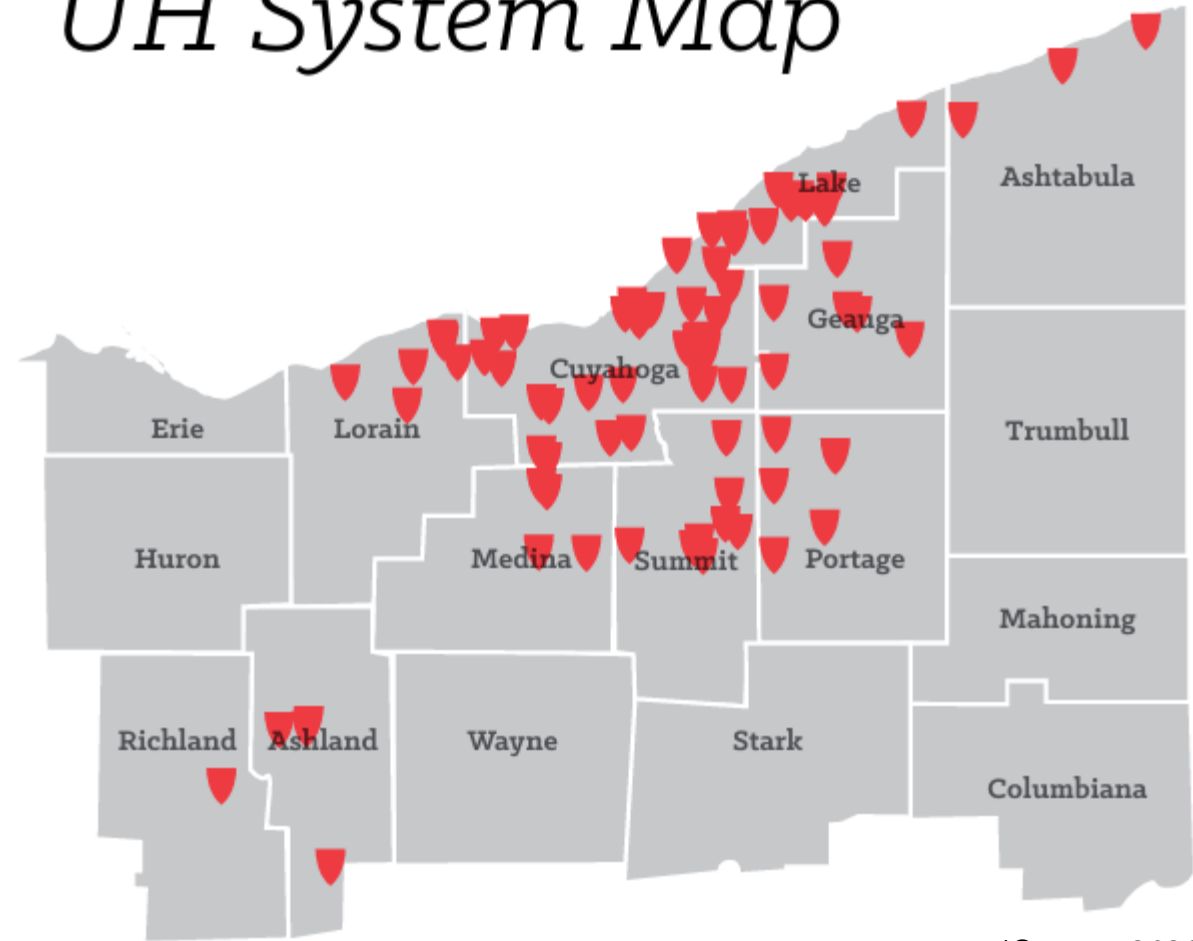 UH System Map
Lake
Ashtabula
Geauga
Cuyahoga
Erie
Lorain
Trumbull
Huron
Medina
Summit
Portage
Mahoning
Richland
Ashland
Wayne
Stark
Columbiana